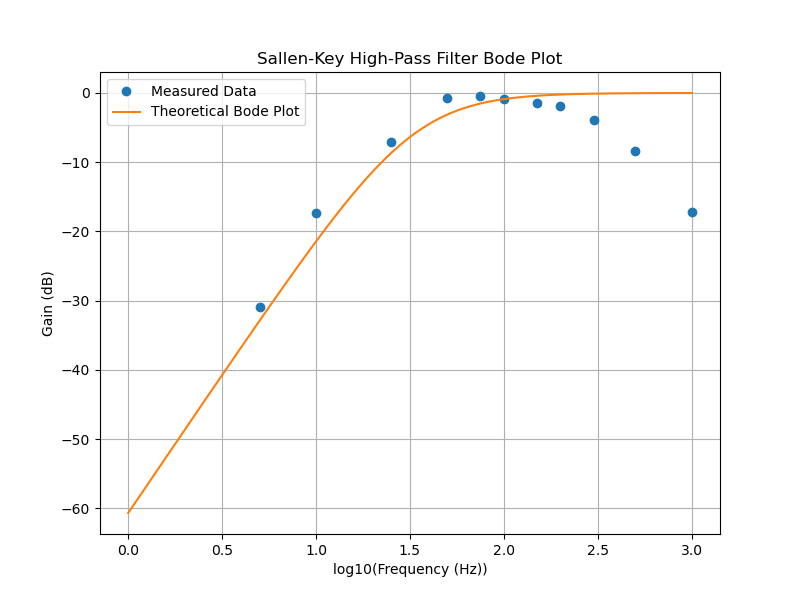 Sallen-Key High-Pass Filter Bode Plot
Measured Data
Theoretical Bode Plot
0
−10
−20
−30
−40
−50
−60
Gain (dB)
0.0 0.5 1.0 1.5 2.0 2.5 3.0
log10(Frequency (Hz))